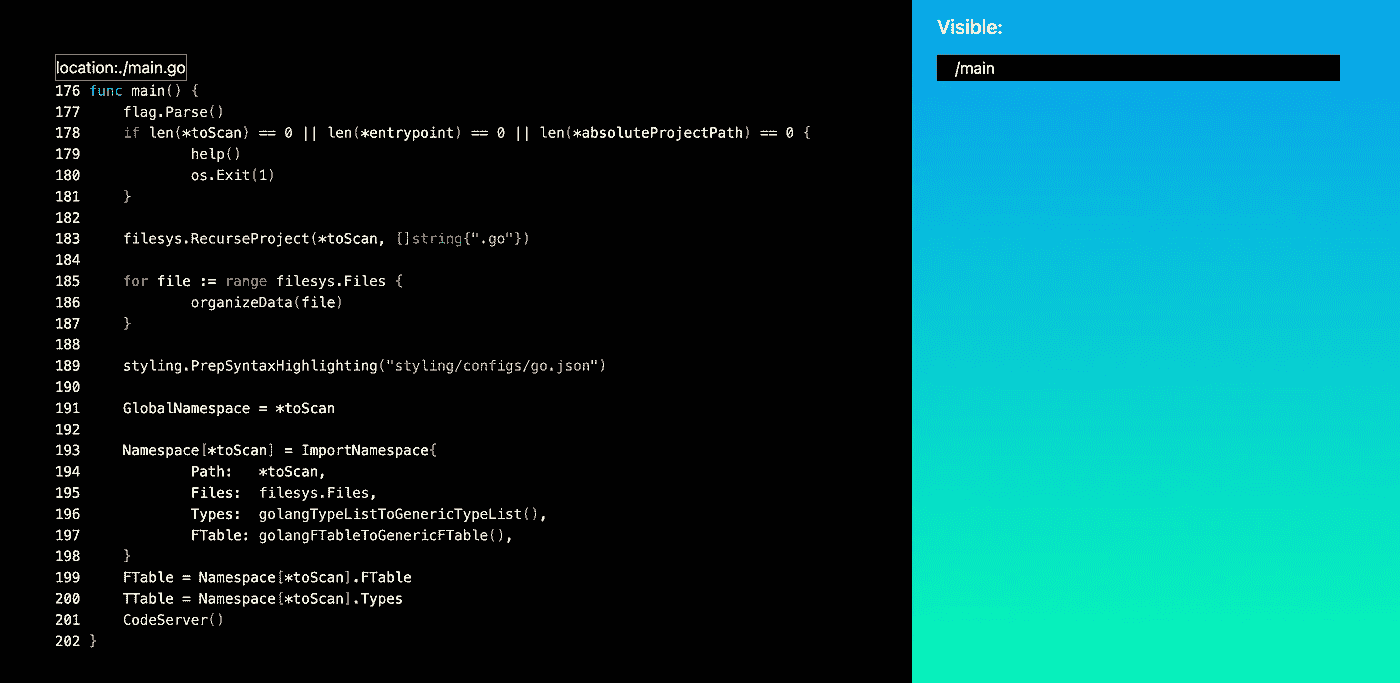 location:./main.go
176 func main() {
177 flag.Parse()
178 if len(*toScan) == 0 || len(*entrypoint) == 0 || len(*absoluteProjectPath) == 0 {
179 help()
180 os.Exit(1)
181 }
182
183 filesys.RecurseProject(*toScan, []string{".go"})
184
185 for file := range filesys.Files {
186 organizeData(file)
187 }
188
189 styling.PrepSyntaxHighlighting("styling/configs/go.json")
190
191 GlobalNamespace = *toScan
192
193 Namespace[*toScan] = ImportNamespace{
194 Path: *toScan,
195 Files: filesys.Files,
196 Types: golangTypeListToGenericTypeList(),
197 FTable: golangFTableToGenericFTable(),
198 }
199 FTable = Namespace[*toScan].FTable
200 TTable = Namespace[*toScan].Types
201 CodeServer()
202 }
Visible:
/main